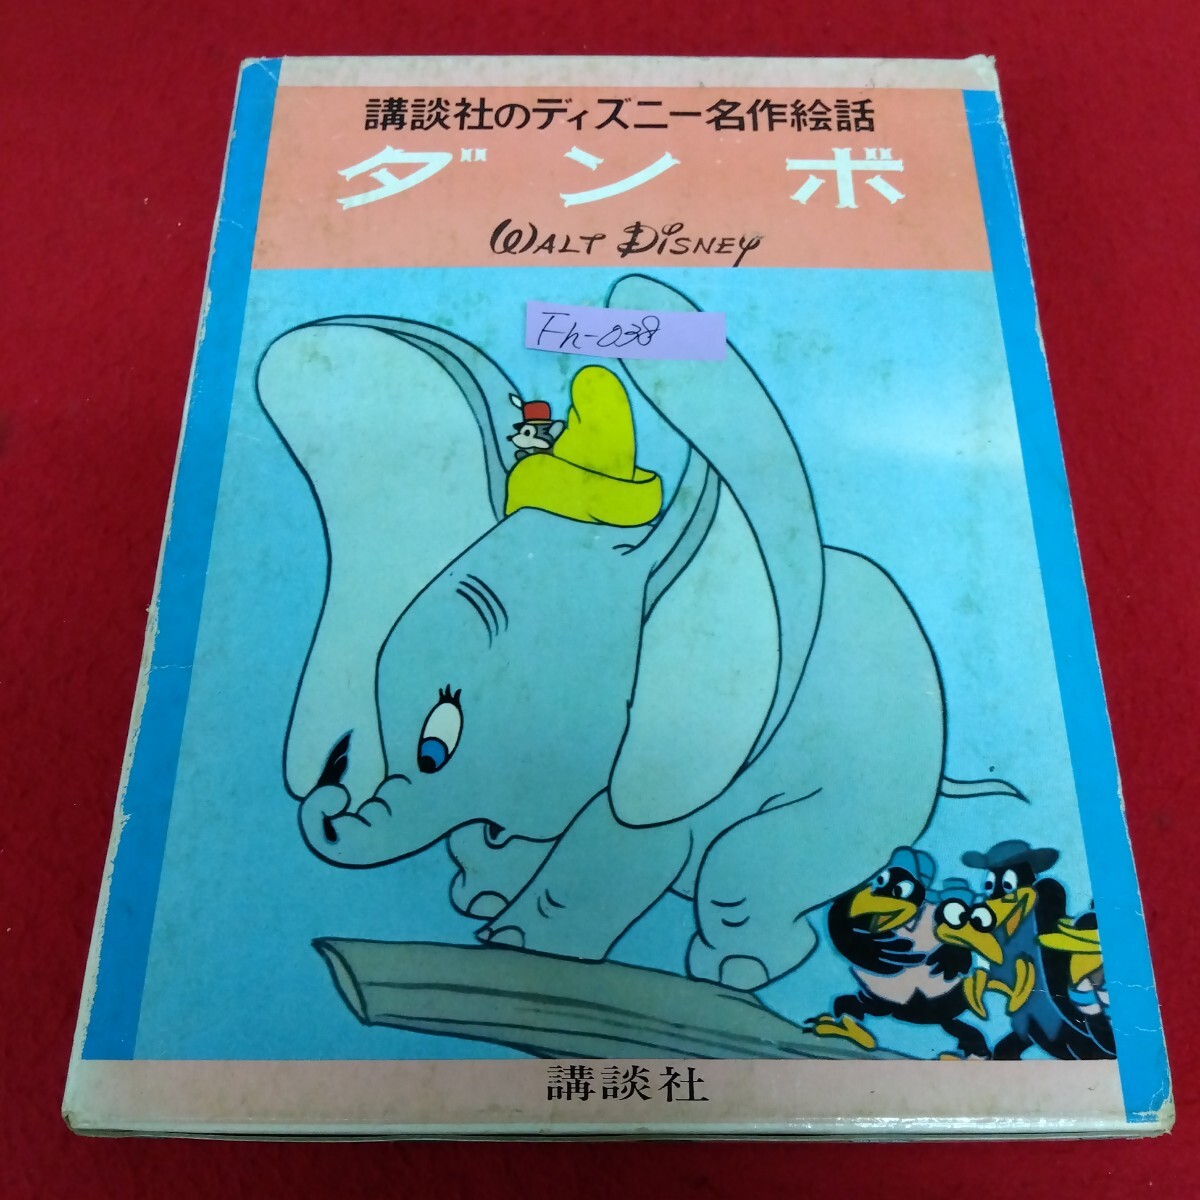 講談社のディズニー名作絵話
ダンボ
WALT DISNEY
Fh-038
講談社